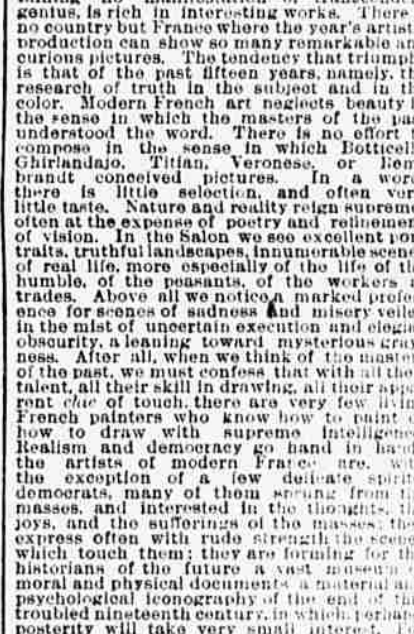 genius, is rich in interesting works. There
no country but France where the year's artist
production can show so many remarkable an
curious pictures. The tendency that triumph
is that of the past fifteen years, namely, th
research of truth in the subject and in th
color. Modern French art neglects beauty
the sense in which the masters of the pa
understood the word. There is no effort
compose in the sense in which Botticell
Ghirlandajo, Titian, Veronese, or Rem
brandt conceived pictures. In a word
there is little selection, and often ver
little taste. Nature and reality reign supreme
often at the expense of poetry and refinemen
of vision. In the Salon we see excellent por
traits, truthful landscapes, innumerable scene
of real life, more especially of the life of th
humble, of the peasants, of the workers a
trades. Above all we notice a marked prefe
ence for scenes of sadness and misery veile
in the mist of uncertain execution and elegia
obscurity, a leaning toward mysterious gray
ness. After all, when we think of the master
of the past, we must confess that with all the
talent, all their skill in drawing, all their appa
rent chic of touch, there are very few livin
French painters who know how to paint o
how to draw with supreme intelligence
Realism and democracy go hand in hand
the artists of modern France are, wi
the exception of a few delicate spirit
democrats, many of them sprung from t
masses, and interested in the thoughts, th
joys, and the sufferings of the masses; the
express often with rude strength the scene
which touch them; they are forming for th
historians of the future a vast museum
moral and physical documents a material an
psychological iconography of the end of th
troubled nineteenth century, in which perhap
posterity will take very small interest.